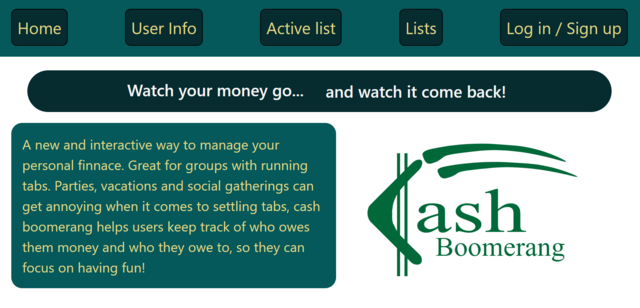 Home User Info Active list Lists Log in / Sign up
Watch your money go... and watch it come back!
A new and interactive way to manage your
personal finnace. Great for groups with running
tabs. Parties, vacations and social gatherings can
get annoying when it comes to settling tabs, cash
boomerang helps users keep track of who owes
them money and who they owe to, so they can
focus on having fun!
Cash
Boomerang